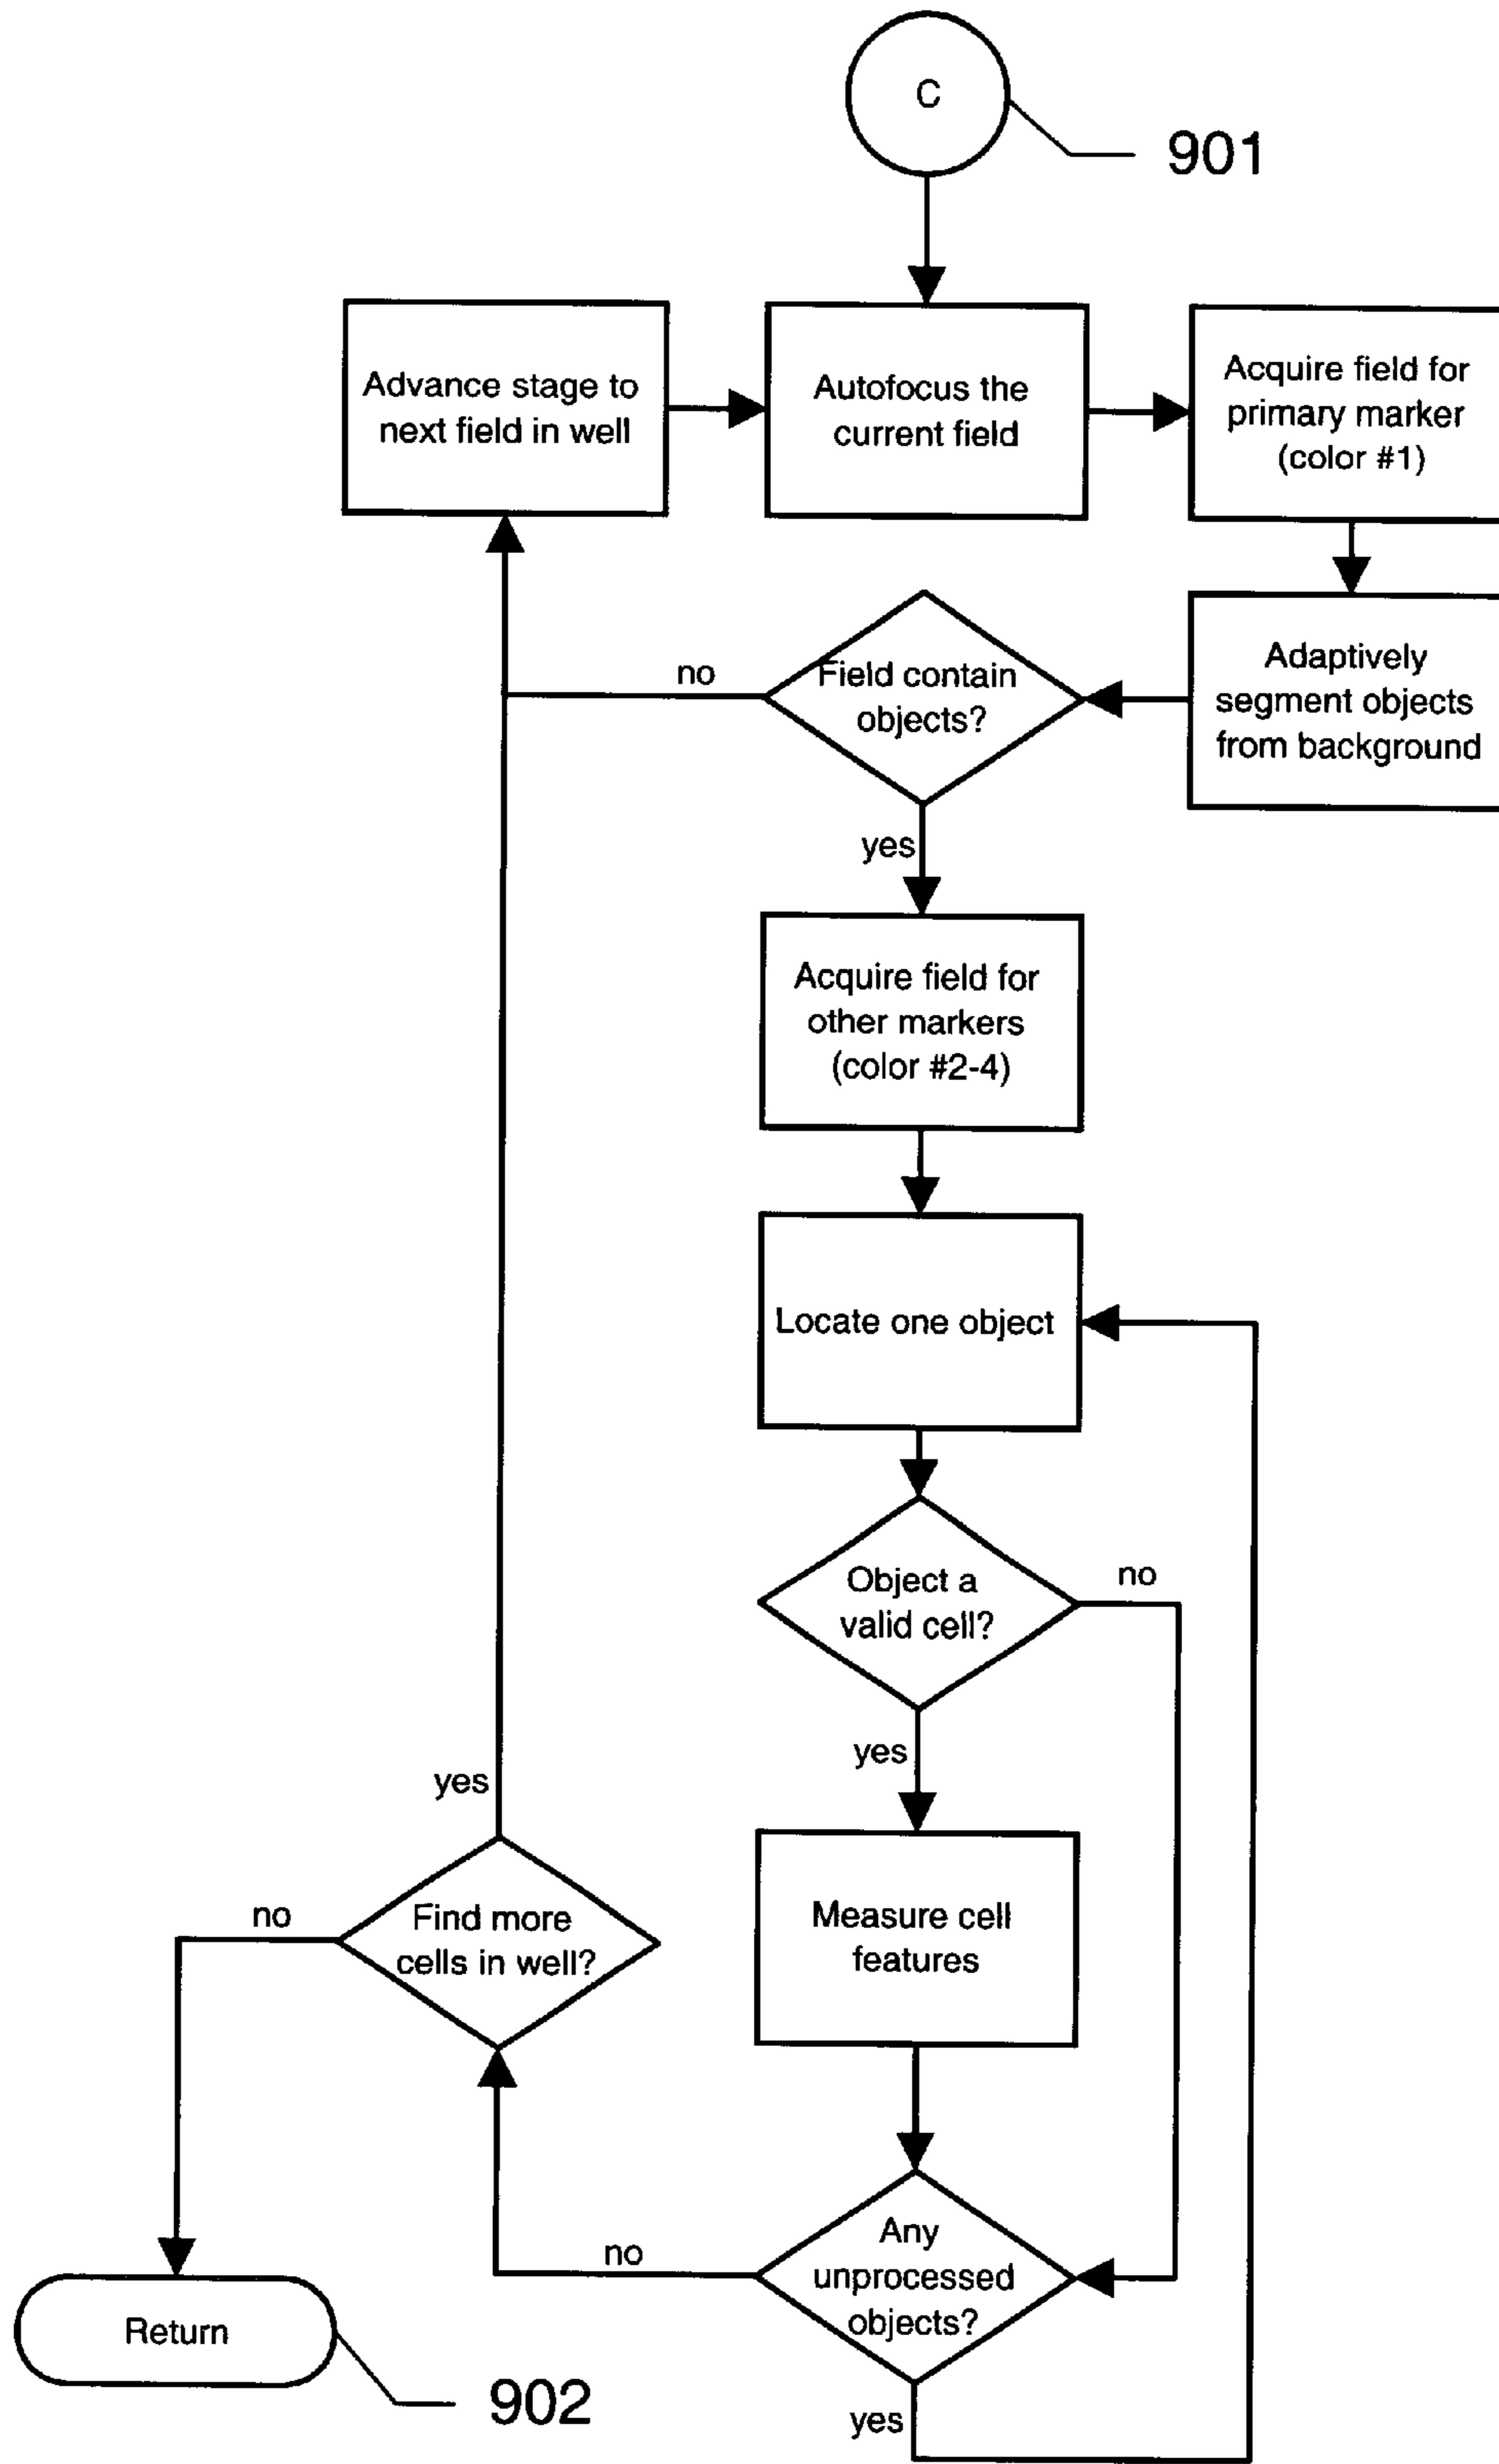 C
901
Advance stage to
next field in well
Autofocus the
current field
Acquire field for
primary marker
(color #1)
no
Field contain
objects?
Adaptively
segment objects
from background
yes
Acquire field for
other markers
(color #2-4)
Locate one object
Object a
valid cell?
no
yes
yes
Measure cell
features
no
Find more
cells in well?
no
Any
unprocessed
objects?
Return
902
yes